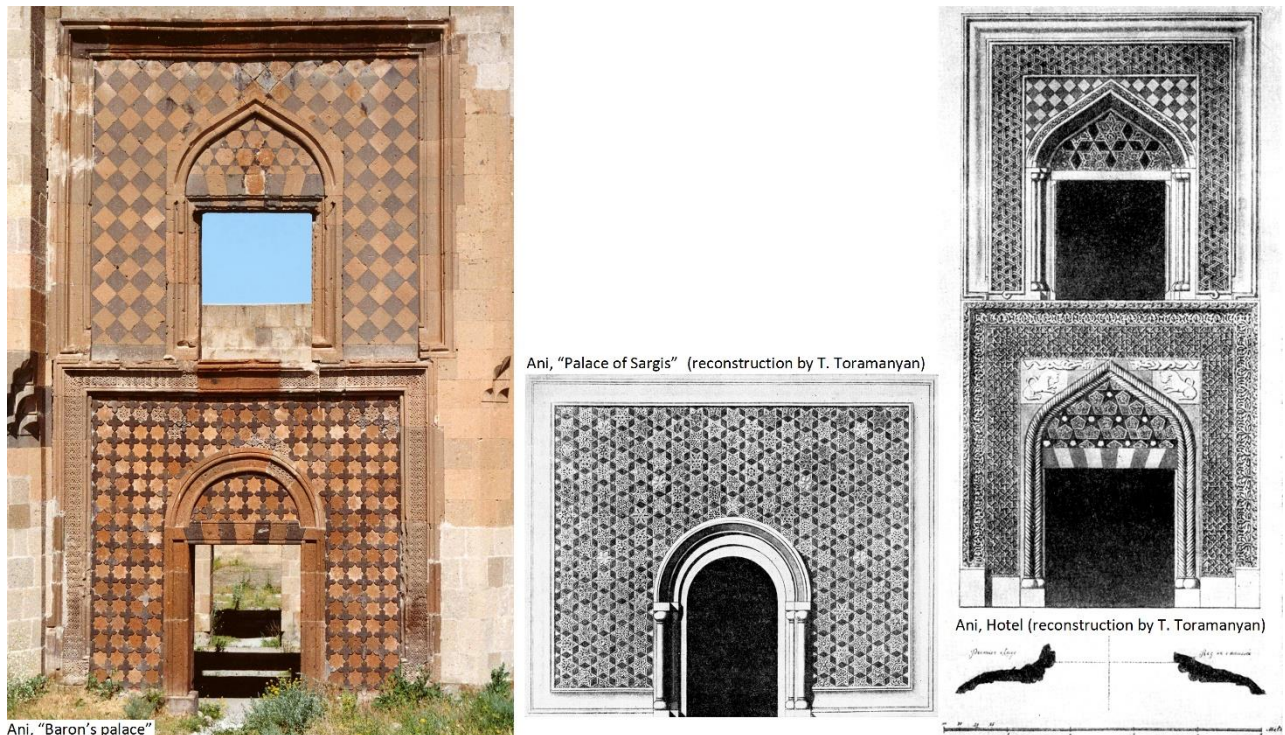 Ani, "Baron's palace"
Ani, "Palace of Sargis" (reconstruction by T. Toramanyan)
Ani, Hotel (reconstruction by T. Toramanyan)